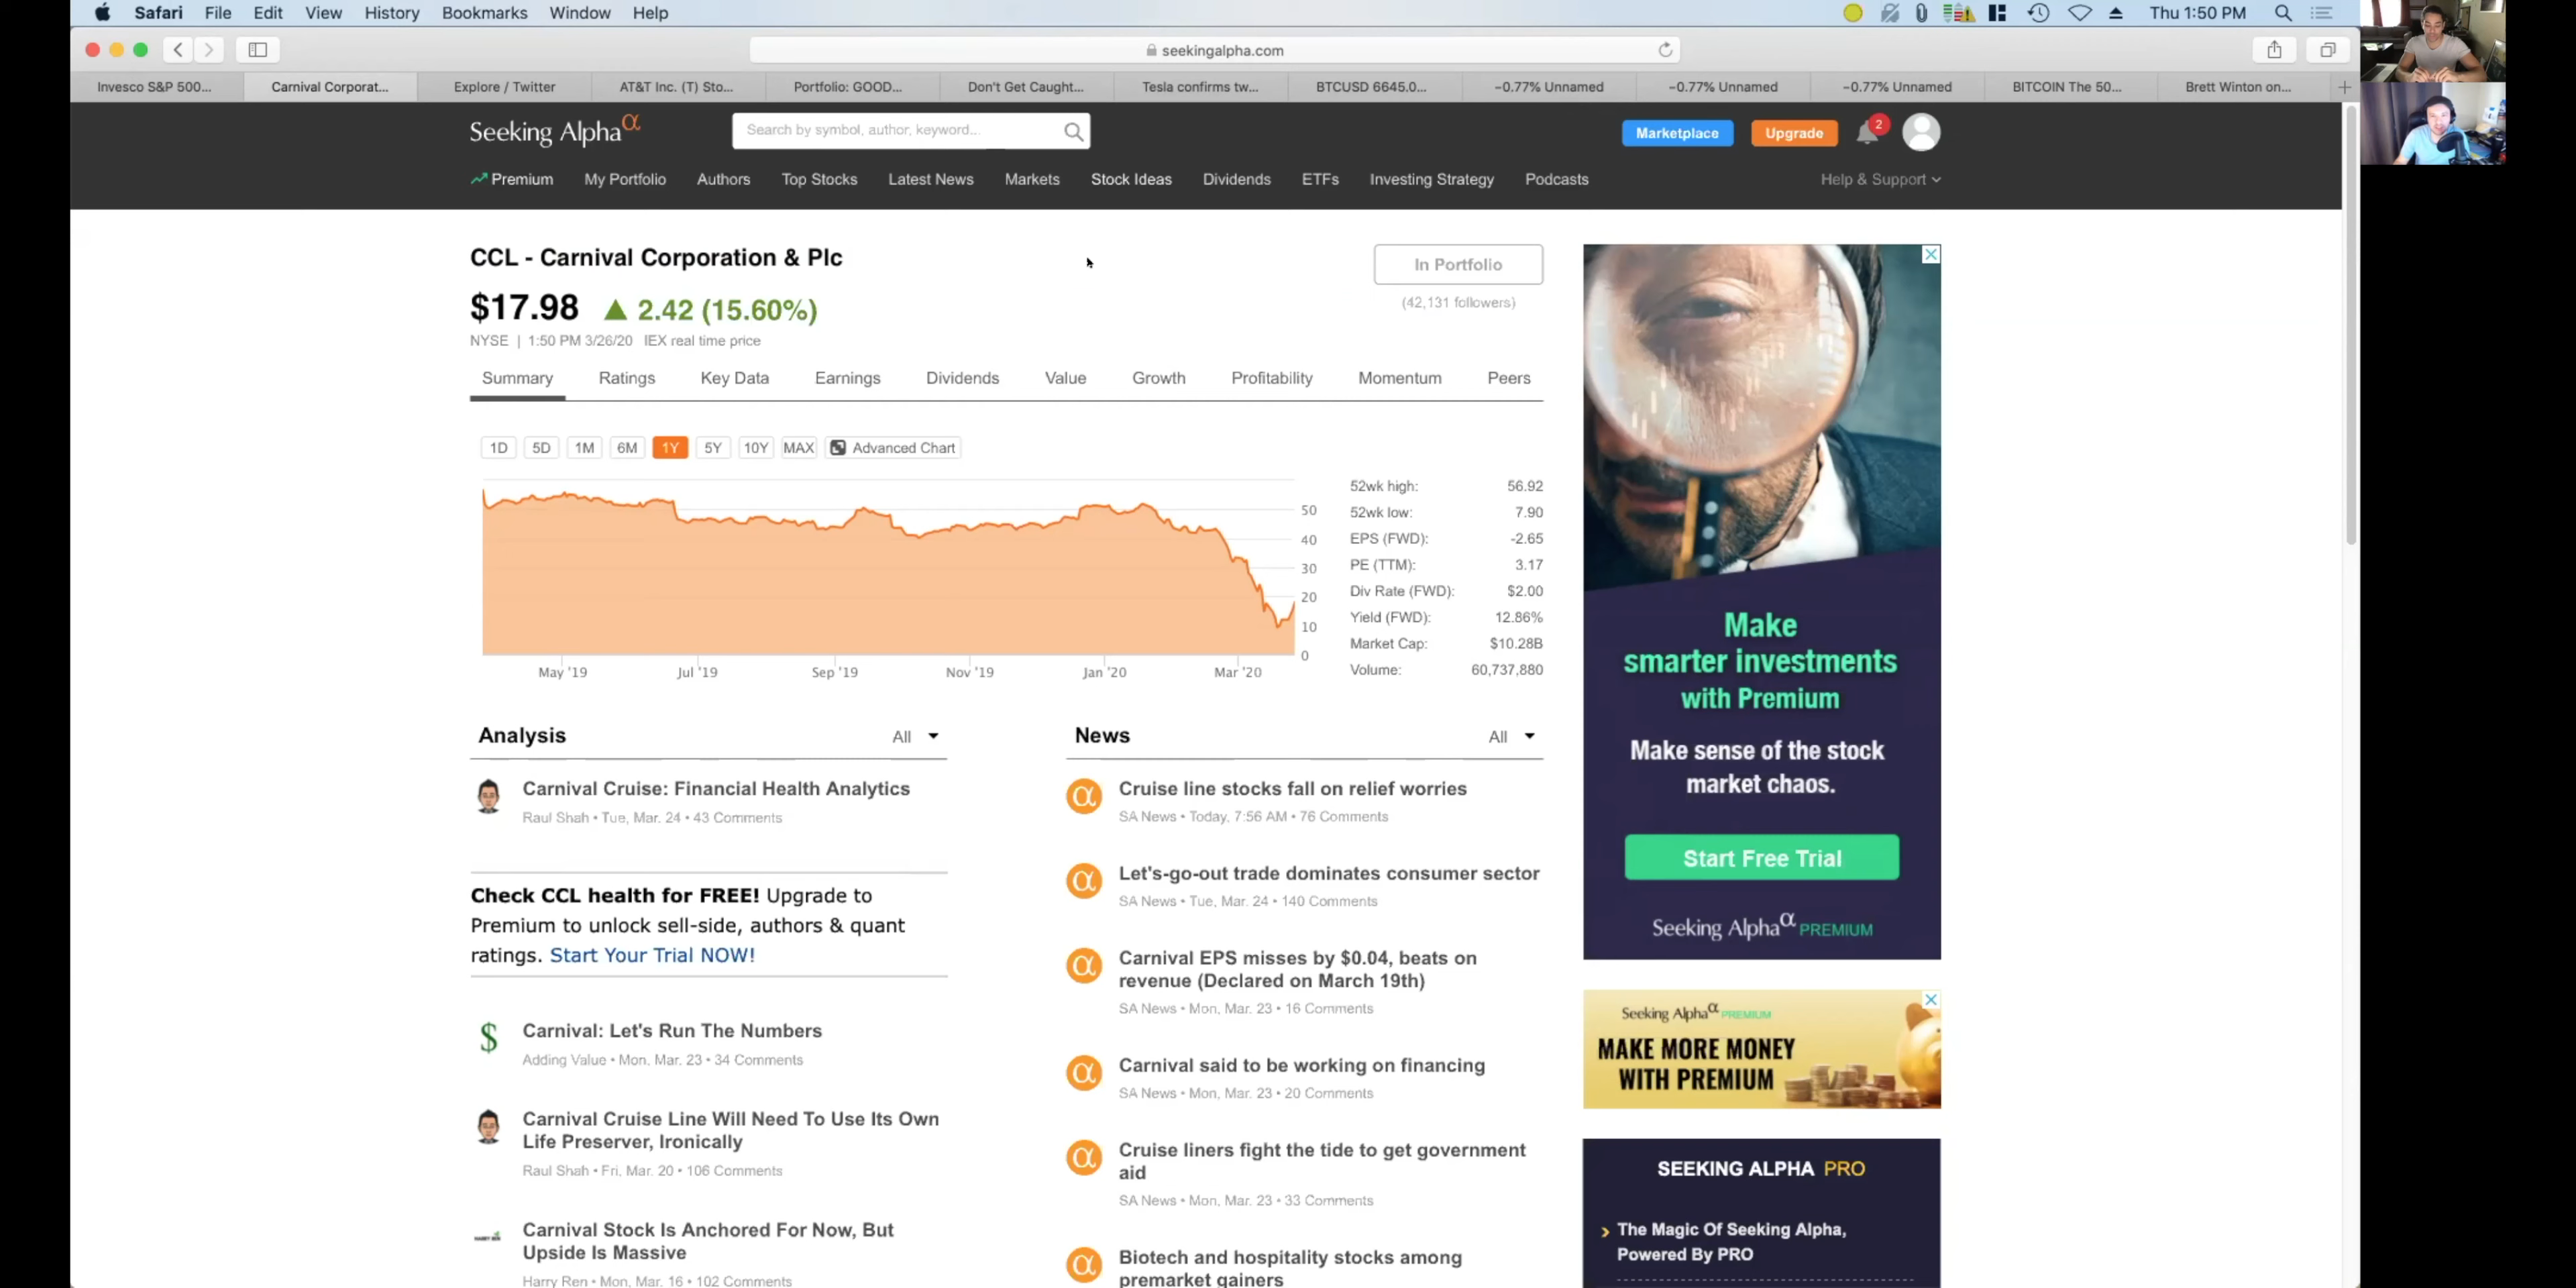 Safari File Edit View History Bookmarks Window Help
Thu 1:50 PM
seekingalpha.com
Invesco S&P 500... Carnival Corporat... Explore / Twitter AT&T Inc. (T) Sto... Portfolio: GOOD... Don't Get Caught... Tesla confirms tw... BTCUSD 6645.0... -0.77% Unnamed -0.77% Unnamed -0.77% Unnamed BITCOIN The 50... Brett Winton on...
Seeking Alpha α
Search by symbol, author, keyword...
Marketplace Upgrade 2
Premium My Portfolio Authors Top Stocks Latest News Markets Stock Ideas Dividends ETFs Investing Strategy Podcasts Help & Support
CCL - Carnival Corporation & Plc
In Portfolio
$17.98 ▲ 2.42 (15.60%)
(42,131 followers)
NYSE | 1:50 PM 3/26/20 IEX real time price
Summary Ratings Key Data Earnings Dividends Value Growth Profitability Momentum Peers
1D 5D 1M 6M 1Y 5Y 10Y MAX Advanced Chart
50
40
30
20
10
0
May '19 Jul '19 Sep '19 Nov '19 Jan '20 Mar '20
52wk high: 56.92
52wk low: 7.90
EPS (FWD): -2.65
PE (TTM): 3.17
Div Rate (FWD): $2.00
Yield (FWD): 12.86%
Market Cap: $10.28B
Volume: 60,737,880
Analysis All
Carnival Cruise: Financial Health Analytics
Raul Shah • Tue, Mar. 24 • 43 Comments
Check CCL health for FREE! Upgrade to
Premium to unlock sell-side, authors & quant
ratings. Start Your Trial NOW!
$
Carnival: Let's Run The Numbers
Adding Value • Mon, Mar. 23 • 34 Comments
Carnival Cruise Line Will Need To Use Its Own
Life Preserver, Ironically
Raul Shah • Fri, Mar. 20 • 106 Comments
Carnival Stock Is Anchored For Now, But
Upside Is Massive
Harry Ren • Mon, Mar. 16 • 102 Comments
News All
α
Cruise line stocks fall on relief worries
SA News • Today, 7:56 AM • 76 Comments
α
Let's-go-out trade dominates consumer sector
SA News • Tue, Mar. 24 • 140 Comments
α
Carnival EPS misses by $0.04, beats on
revenue (Declared on March 19th)
SA News • Mon, Mar. 23 • 16 Comments
α
Carnival said to be working on financing
SA News • Mon, Mar. 23 • 20 Comments
α
Cruise liners fight the tide to get government
aid
SA News • Mon, Mar. 23 • 33 Comments
α
Biotech and hospitality stocks among
premarket gainers
Make
smarter investments
with Premium
Make sense of the stock
market chaos.
Start Free Trial
Seeking Alpha α PREMIUM
Seeking Alpha α PREMIUM
MAKE MORE MONEY
WITH PREMIUM
SEEKING ALPHA PRO
The Magic Of Seeking Alpha,
Powered By PRO